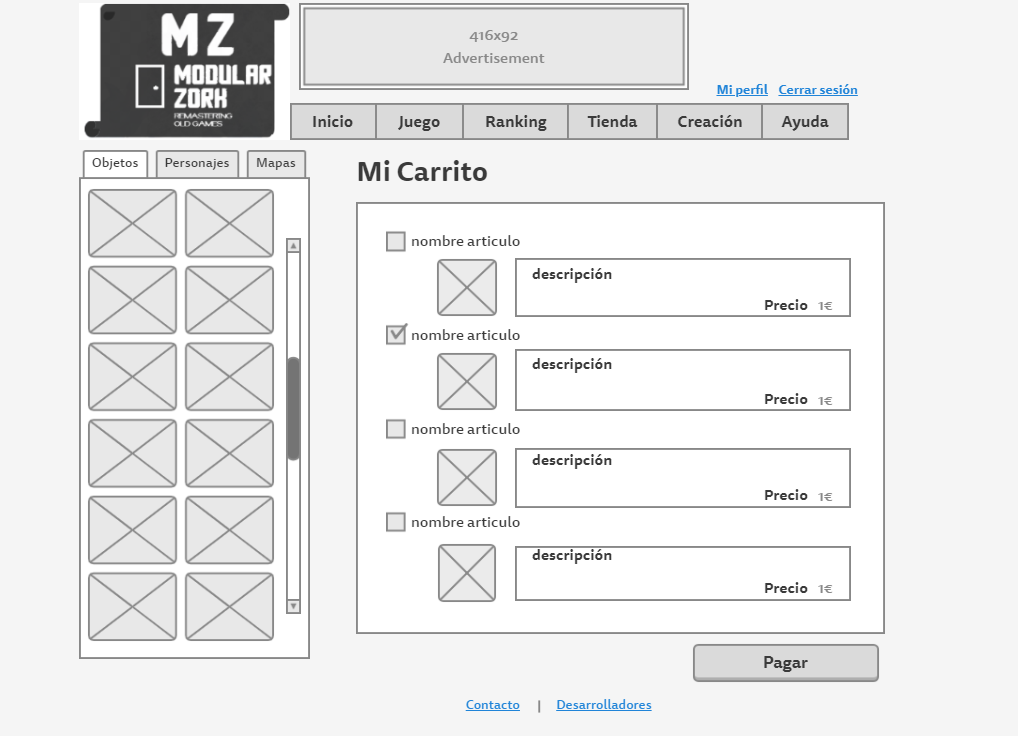 MZ
MODULAR
ZORK
REMASTERING
OLD GAMES
416x92
Advertisement
Mi perfil Cerrar sesión
Inicio Juego Ranking Tienda Creación Ayuda
Objetos Personajes Mapas
Mi Carrito
nombre articulo
descripción
Precio 1€
nombre articulo
descripción
Precio 1€
nombre articulo
descripción
Precio 1€
nombre articulo
descripción
Precio 1€
Pagar
Contacto | Desarrolladores